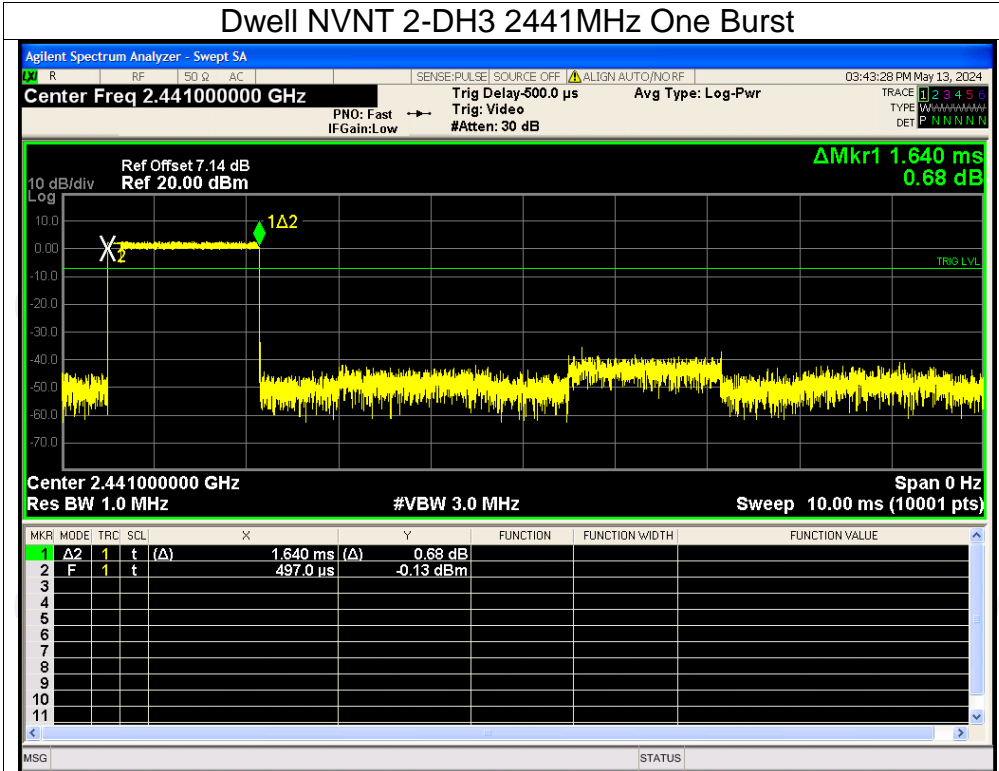 Dwell NVNT 2-DH3 2441MHz One Burst
Agilent Spectrum Analyzer - Swept SA
LXI R RF 50 Ω AC SENSE:PULSE SOURCE OFF ALIGN AUTO/NO RF 03:43:28 PM May 13, 2024
Center Freq 2.441000000 GHz Trig Delay-500.0 µs Avg Type: Log-Pwr TRACE 1 2 3 4 5 6
PNO: Fast Trig: Video TYPE WWWWWW
IFGain:Low #Atten: 30 dB DET P N N N N N
ΔMkr1 1.640 ms
0.68 dB
Ref Offset 7.14 dB
10 dB/div Ref 20.00 dBm
Log
10.0
1Δ2
0.00
2
TRIG LVL
-10.0
-20.0
-30.0
-40.0
-50.0
-60.0
-70.0
Center 2.441000000 GHz Span 0 Hz
Res BW 1.0 MHz #VBW 3.0 MHz Sweep 10.00 ms (10001 pts)
MKR MODE TRC SCL X Y FUNCTION FUNCTION WIDTH FUNCTION VALUE
1 Δ2 1 t (Δ) 1.640 ms (Δ) 0.68 dB
2 F 1 t 497.0 µs -0.13 dBm
3
4
5
6
7
8
9
10
11
MSG STATUS